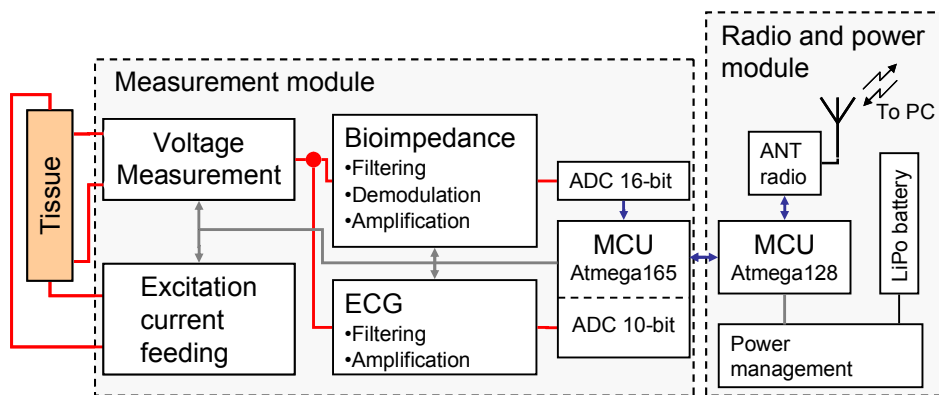 Measurement module
Radio and power
module
Tissue
Voltage
Measurement
Bioimpedance
•Filtering
•Demodulation
•Amplification
ADC 16-bit
MCU
Atmega165
ADC 10-bit
Excitation
current
feeding
ECG
•Filtering
•Amplification
To PC
ANT
radio
MCU
Atmega128
LiPo battery
Power
management